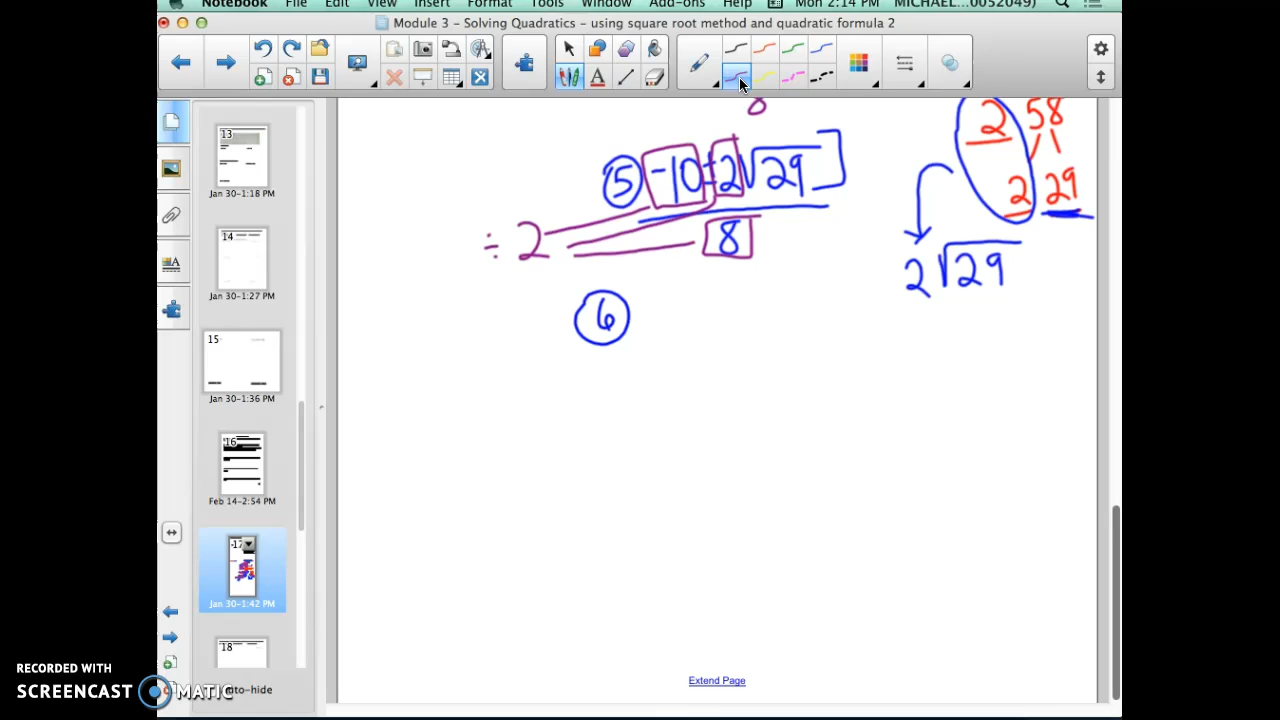 Notebook File Edit View Insert Format Tools Window Add-ons Help Mon 2:14 PM MICHAEL...0052049)
Module 3 - Solving Quadratics - using square root method and quadratic formula 2
13
Jan 30-1:18 PM
14
Jan 30-1:27 PM
15
Jan 30-1:36 PM
16
Feb 14-2:54 PM
17
Jan 30-1:42 PM
18
8
2 58
2 29
5 -10 ± 2√29
8
÷ 2
2√29
6
Extend Page
RECORDED WITH
SCREENCAST MATIC